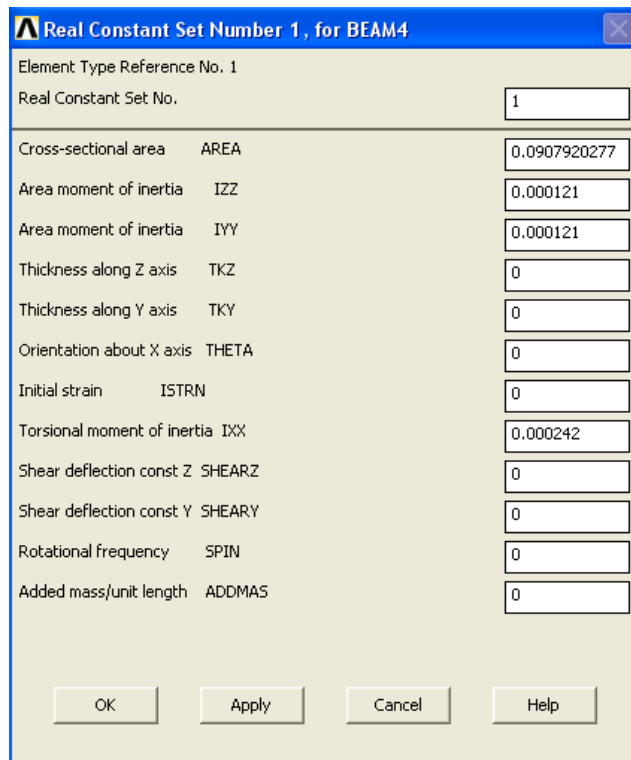 Real Constant Set Number 1, for BEAM4
Element Type Reference No. 1
Real Constant Set No. 1
Cross-sectional area AREA 0.0907920277
Area moment of inertia IZZ 0.000121
Area moment of inertia IYY 0.000121
Thickness along Z axis TKZ 0
Thickness along Y axis TKY 0
Orientation about X axis THETA 0
Initial strain ISTRN 0
Torsional moment of inertia IXX 0.000242
Shear deflection const Z SHEARZ 0
Shear deflection const Y SHEARY 0
Rotational frequency SPIN 0
Added mass/unit length ADDMAS 0
OK Apply Cancel Help